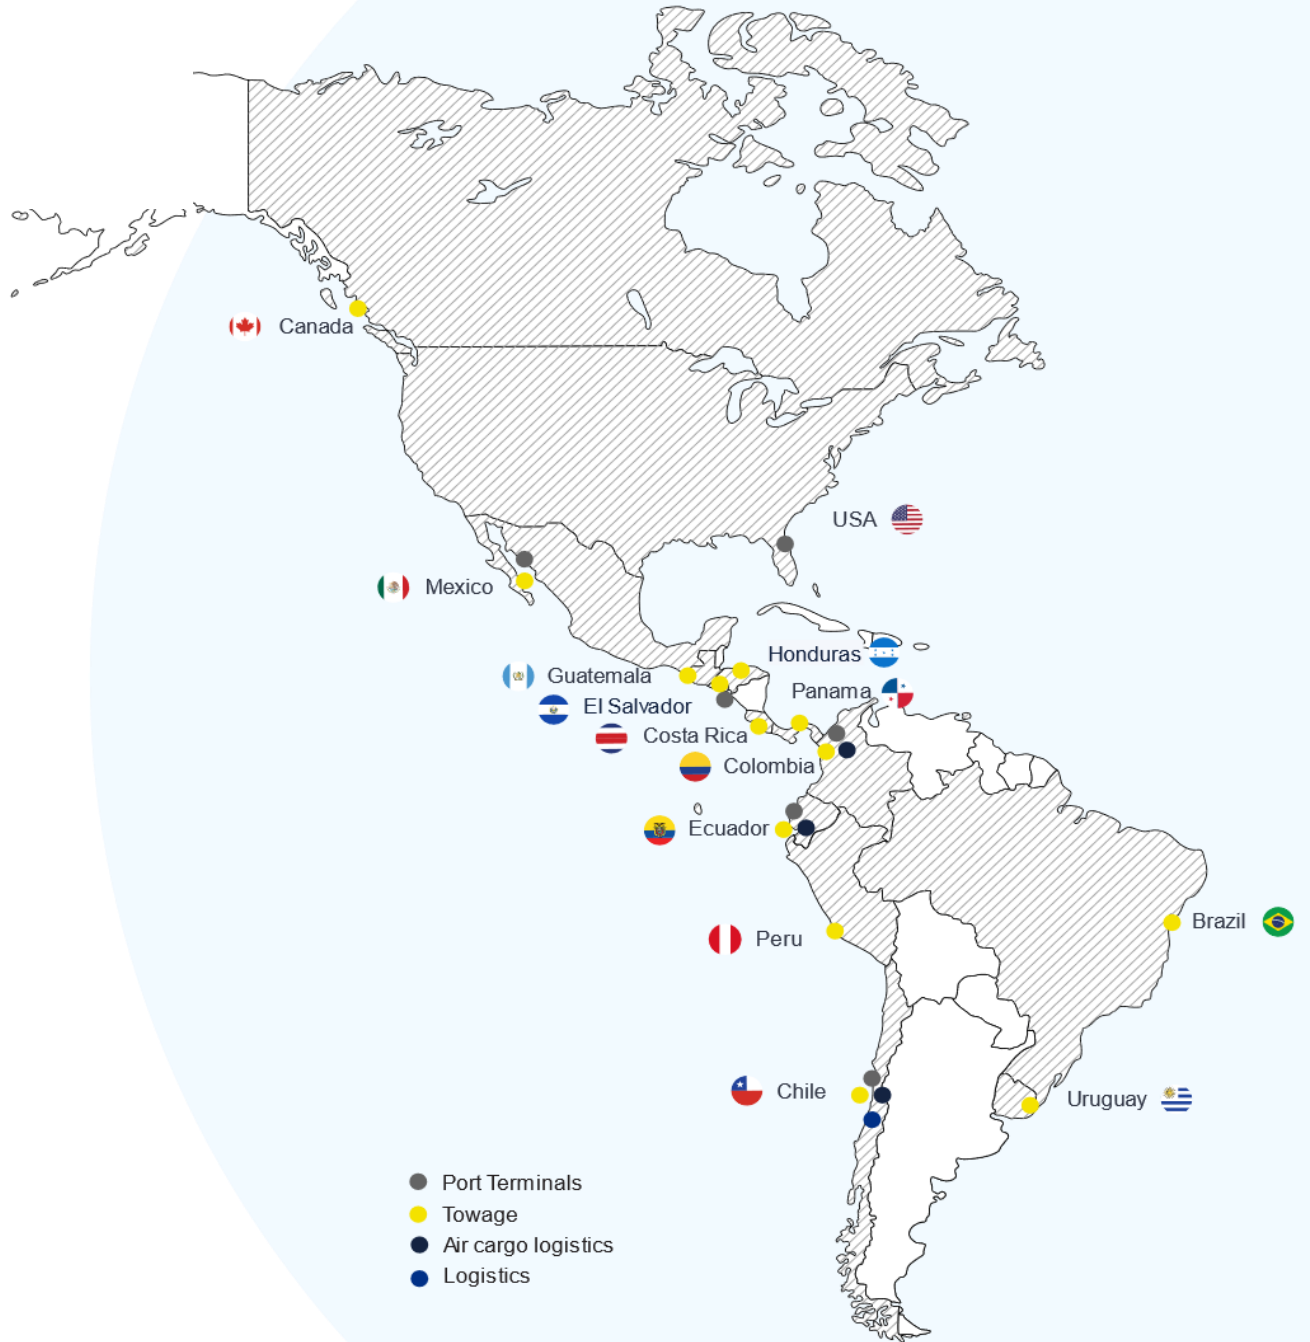 Canada
USA
Mexico
Honduras
Guatemala
Panama
El Salvador
Costa Rica
Colombia
Ecuador
Brazil
Peru
Chile
Uruguay
Port Terminals
Towage
Air cargo logistics
Logistics